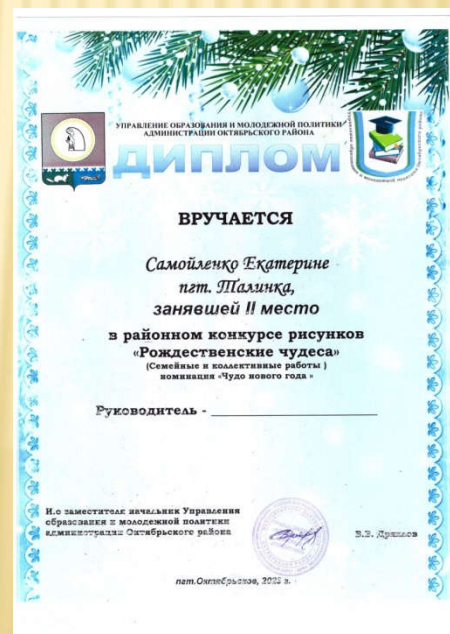 УПРАВЛЕНИЕ ОБРАЗОВАНИЯ И МОЛОДЕЖНОЙ ПОЛИТИКИ
АДМИНИСТРАЦИИ ОКТЯБРЬСКОГО РАЙОНА
ДИПЛОМ
ВРУЧАЕТСЯ
Самойленко Екатерине
пгт. Талинка,
занявшей II место
в районном конкурсе рисунков
«Рождественские чудеса»
(Семейные и коллективные работы )
номинация «Чудо нового года »
Руководитель - 
И.о заместителя начальник Управления
образования и молодежной политики
администрации Октябрьского района
В.В.
пгт.Октябрьское, 2023 г.